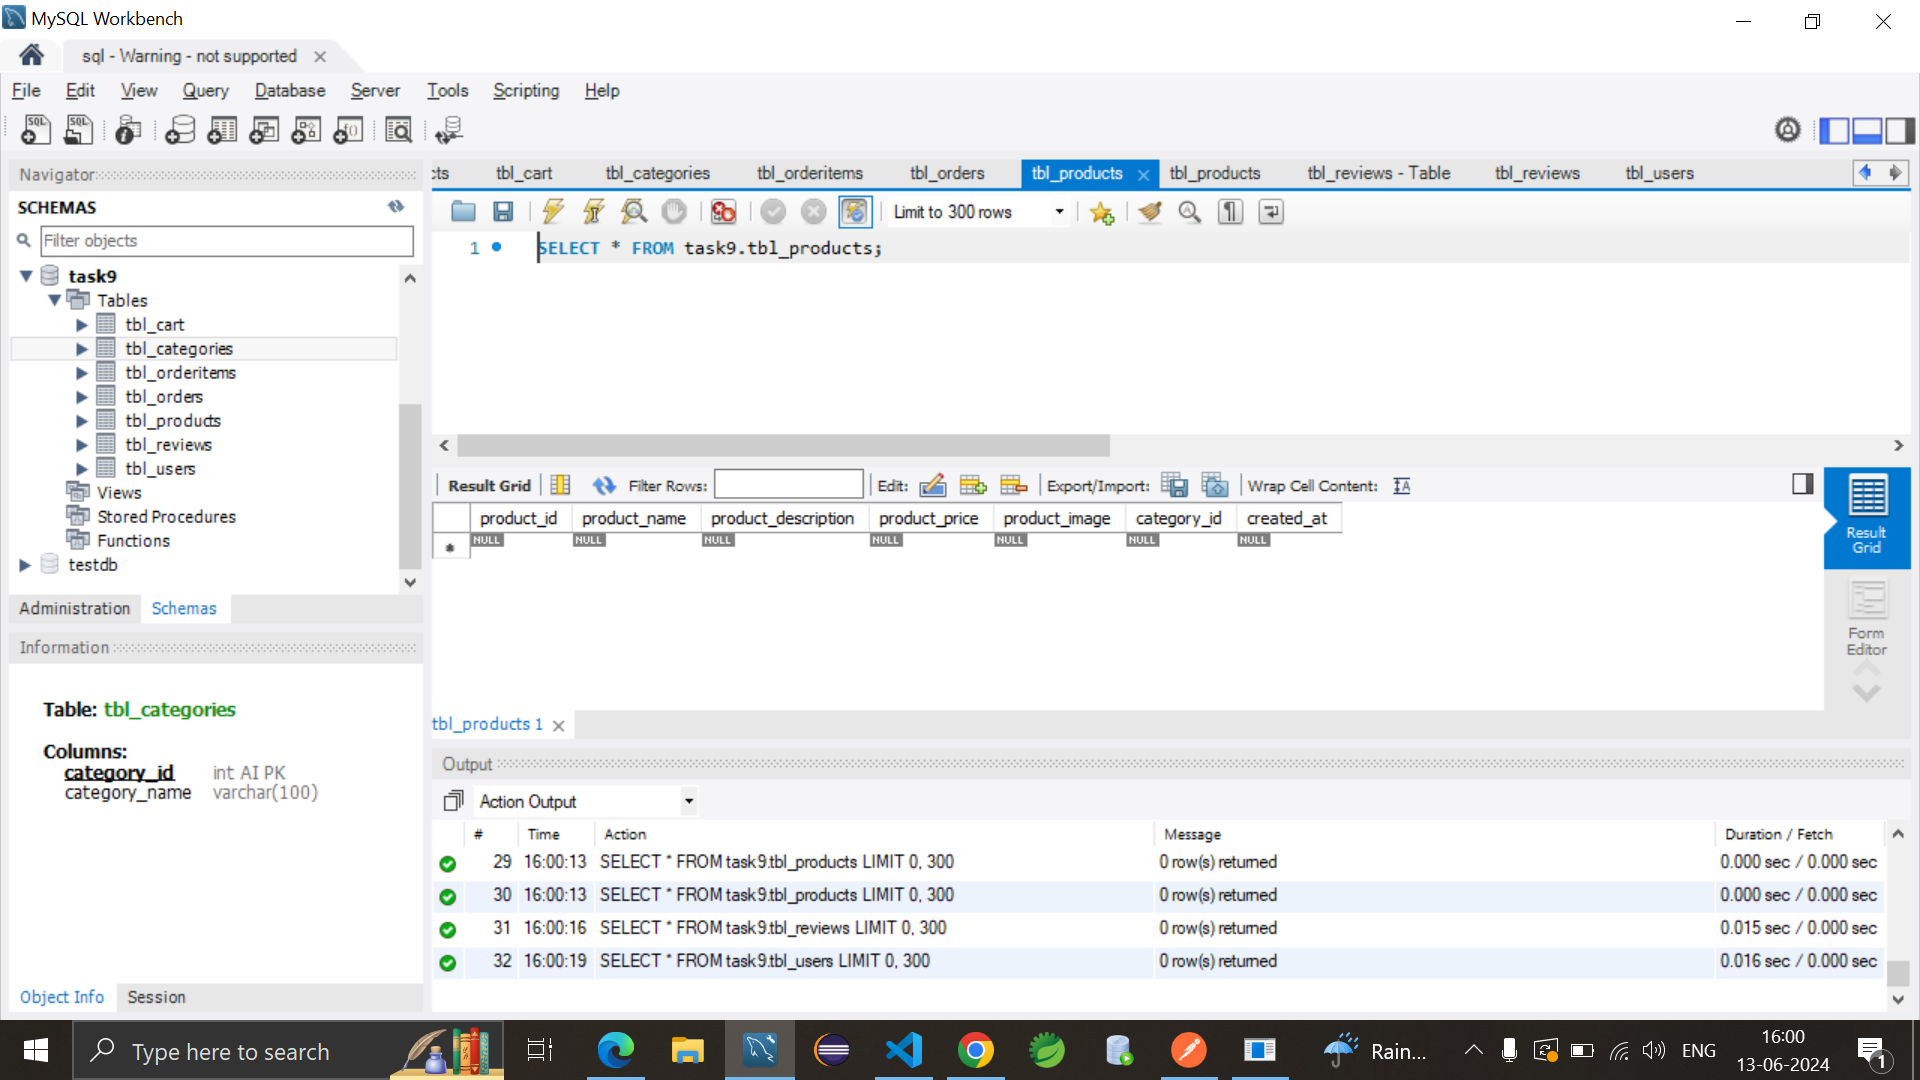 MySQL Workbench
sql - Warning - not supported
File Edit View Query Database Server Tools Scripting Help
Navigator
SCHEMAS
Filter objects
task9
Tables
tbl_cart
tbl_categories
tbl_orderitems
tbl_orders
tbl_products
tbl_reviews
tbl_users
Views
Stored Procedures
Functions
testdb
Administration Schemas
Information
Table: tbl_categories
Columns:
category_id int AI PK
category_name varchar(100)
Object Info Session
cts tbl_cart tbl_categories tbl_orderitems tbl_orders tbl_products tbl_products tbl_reviews - Table tbl_reviews tbl_users
Limit to 300 rows
1 SELECT * FROM task9.tbl_products;
Result Grid Filter Rows: Edit: Export/Import: Wrap Cell Content:
product_id product_name product_description product_price product_image category_id created_at
* NULL NULL NULL NULL NULL NULL NULL
Result
Grid
Form
Editor
tbl_products 1
Output
Action Output
# Time Action Message Duration / Fetch
29 16:00:13 SELECT * FROM task9.tbl_products LIMIT 0, 300 0 row(s) returned 0.000 sec / 0.000 sec
30 16:00:13 SELECT * FROM task9.tbl_products LIMIT 0, 300 0 row(s) returned 0.000 sec / 0.000 sec
31 16:00:16 SELECT * FROM task9.tbl_reviews LIMIT 0, 300 0 row(s) returned 0.015 sec / 0.000 sec
32 16:00:19 SELECT * FROM task9.tbl_users LIMIT 0, 300 0 row(s) returned 0.016 sec / 0.000 sec
Type here to search
Rain...
ENG
16:00
13-06-2024
1